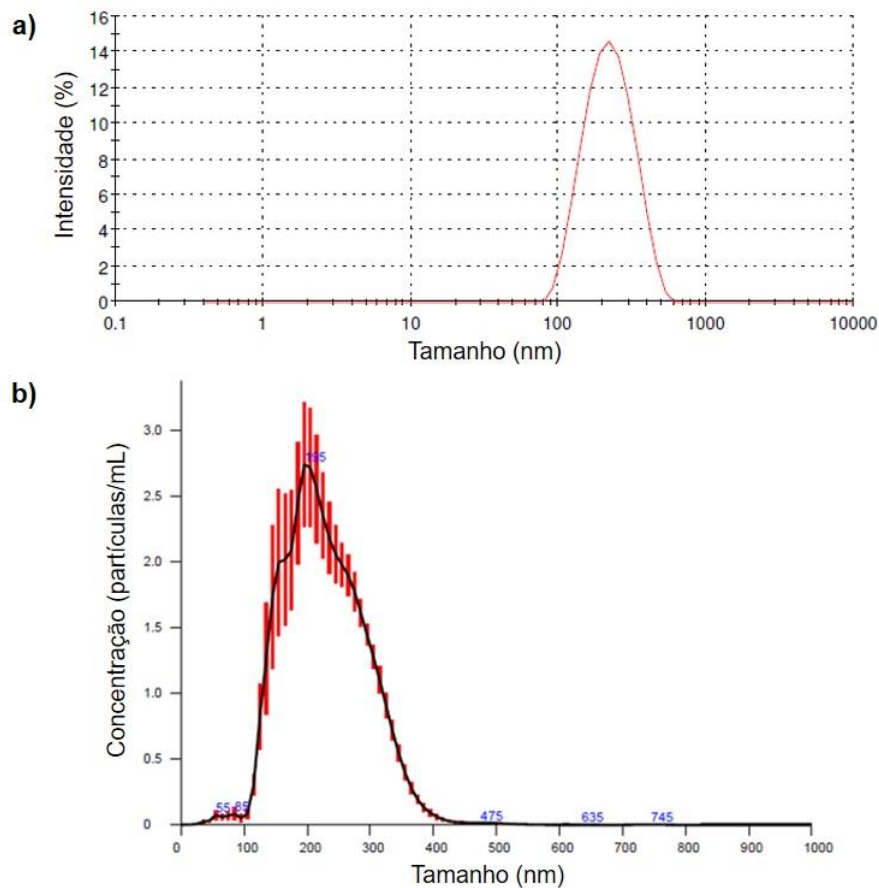 a)
Intensidade (%)
16
14
12
10
8
6
4
2
0
0.1 1 10 100 1000 10000
Tamanho (nm)
b)
Concentração (partículas/mL)
3.0
2.5
2.0
1.5
1.0
0.5
0
195
55 85
475 635 745
0 100 200 300 400 500 600 700 800 900 1000
Tamanho (nm)